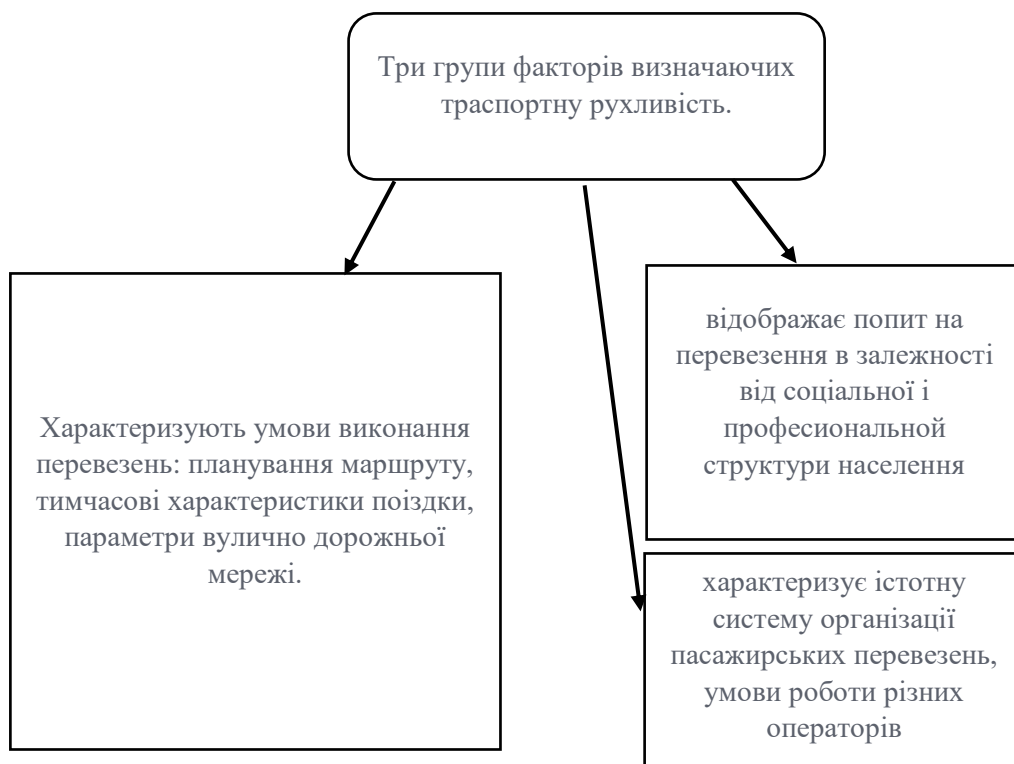 Три групи факторів визначаючих
траспортну рухливість.
Характеризують умови виконання
перевезень: планування маршруту,
тимчасові характеристики поїздки,
параметри вулично дорожньої
мережі.
відображає попит на
перевезення в залежності
від соціальної і
професиональной
структури населення
характеризує істотну
систему організації
пасажирських перевезень,
умови роботи різних
операторів